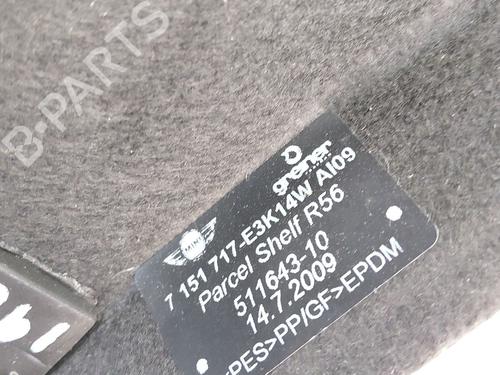 B-PARTS
MINI
greiner
7 151 717-E3K14W AI09
Parcel Shelf R56
511643-10
14.7.2009
PES>PP/GF>EPDM